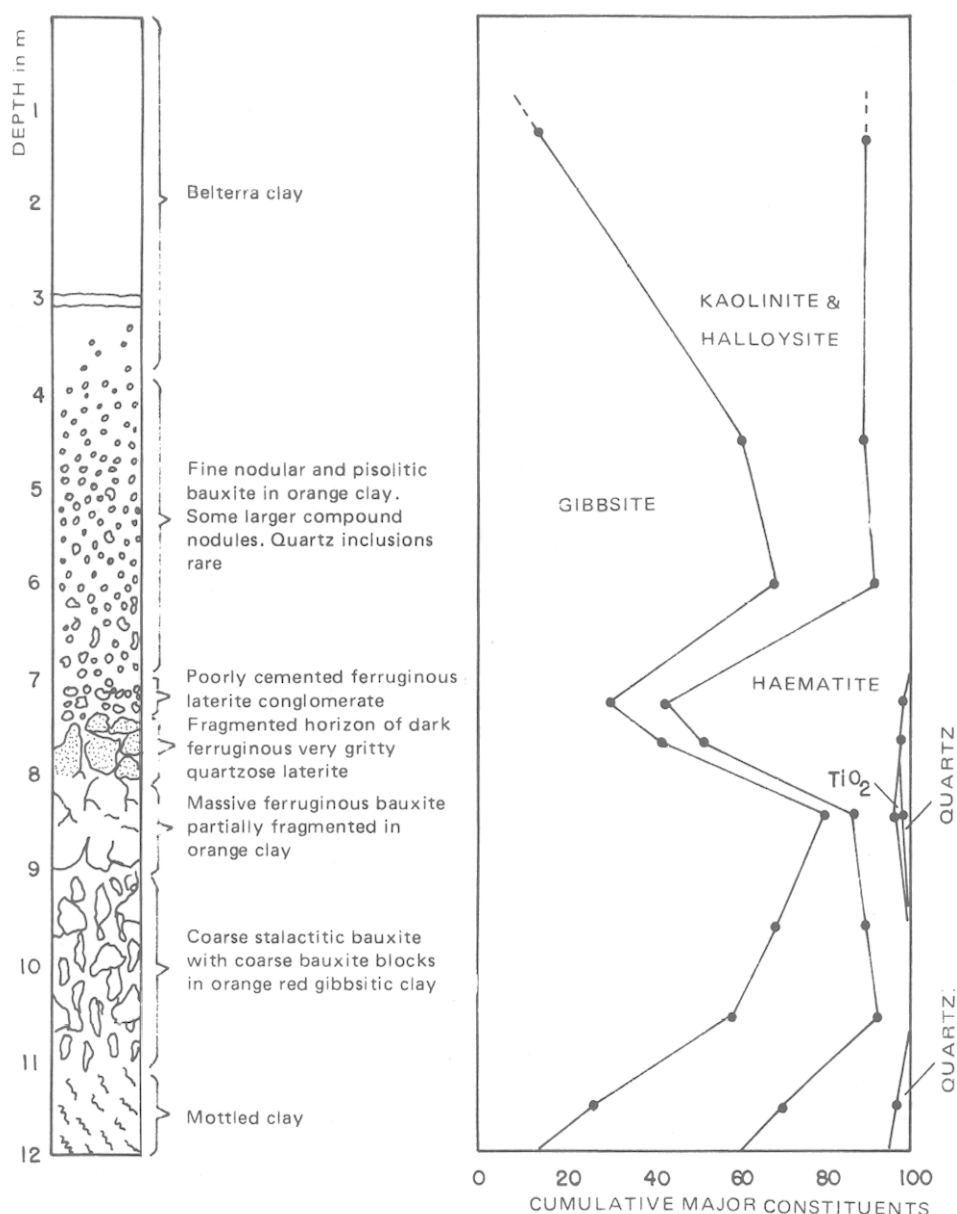 DEPTH in m
1
2
3
4
5
6
7
8
9
10
11
12
Belterra clay
Fine nodular and pisolitic
bauxite in orange clay.
Some larger compound
nodules. Quartz inclusions
rare
Poorly cemented ferruginous
laterite conglomerate
Fragmented horizon of dark
ferruginous very gritty
quartzose laterite
Massive ferruginous bauxite
partially fragmented in
orange clay
Coarse stalactitic bauxite
with coarse bauxite blocks
in orange red gibbsitic clay
Mottled clay
KAOLINITE &
HALLOYSITE
GIBBSITE
HAEMATITE
TiO2
QUARTZ
QUARTZ
0 20 40 60 80 100
CUMULATIVE MAJOR CONSTITUENTS